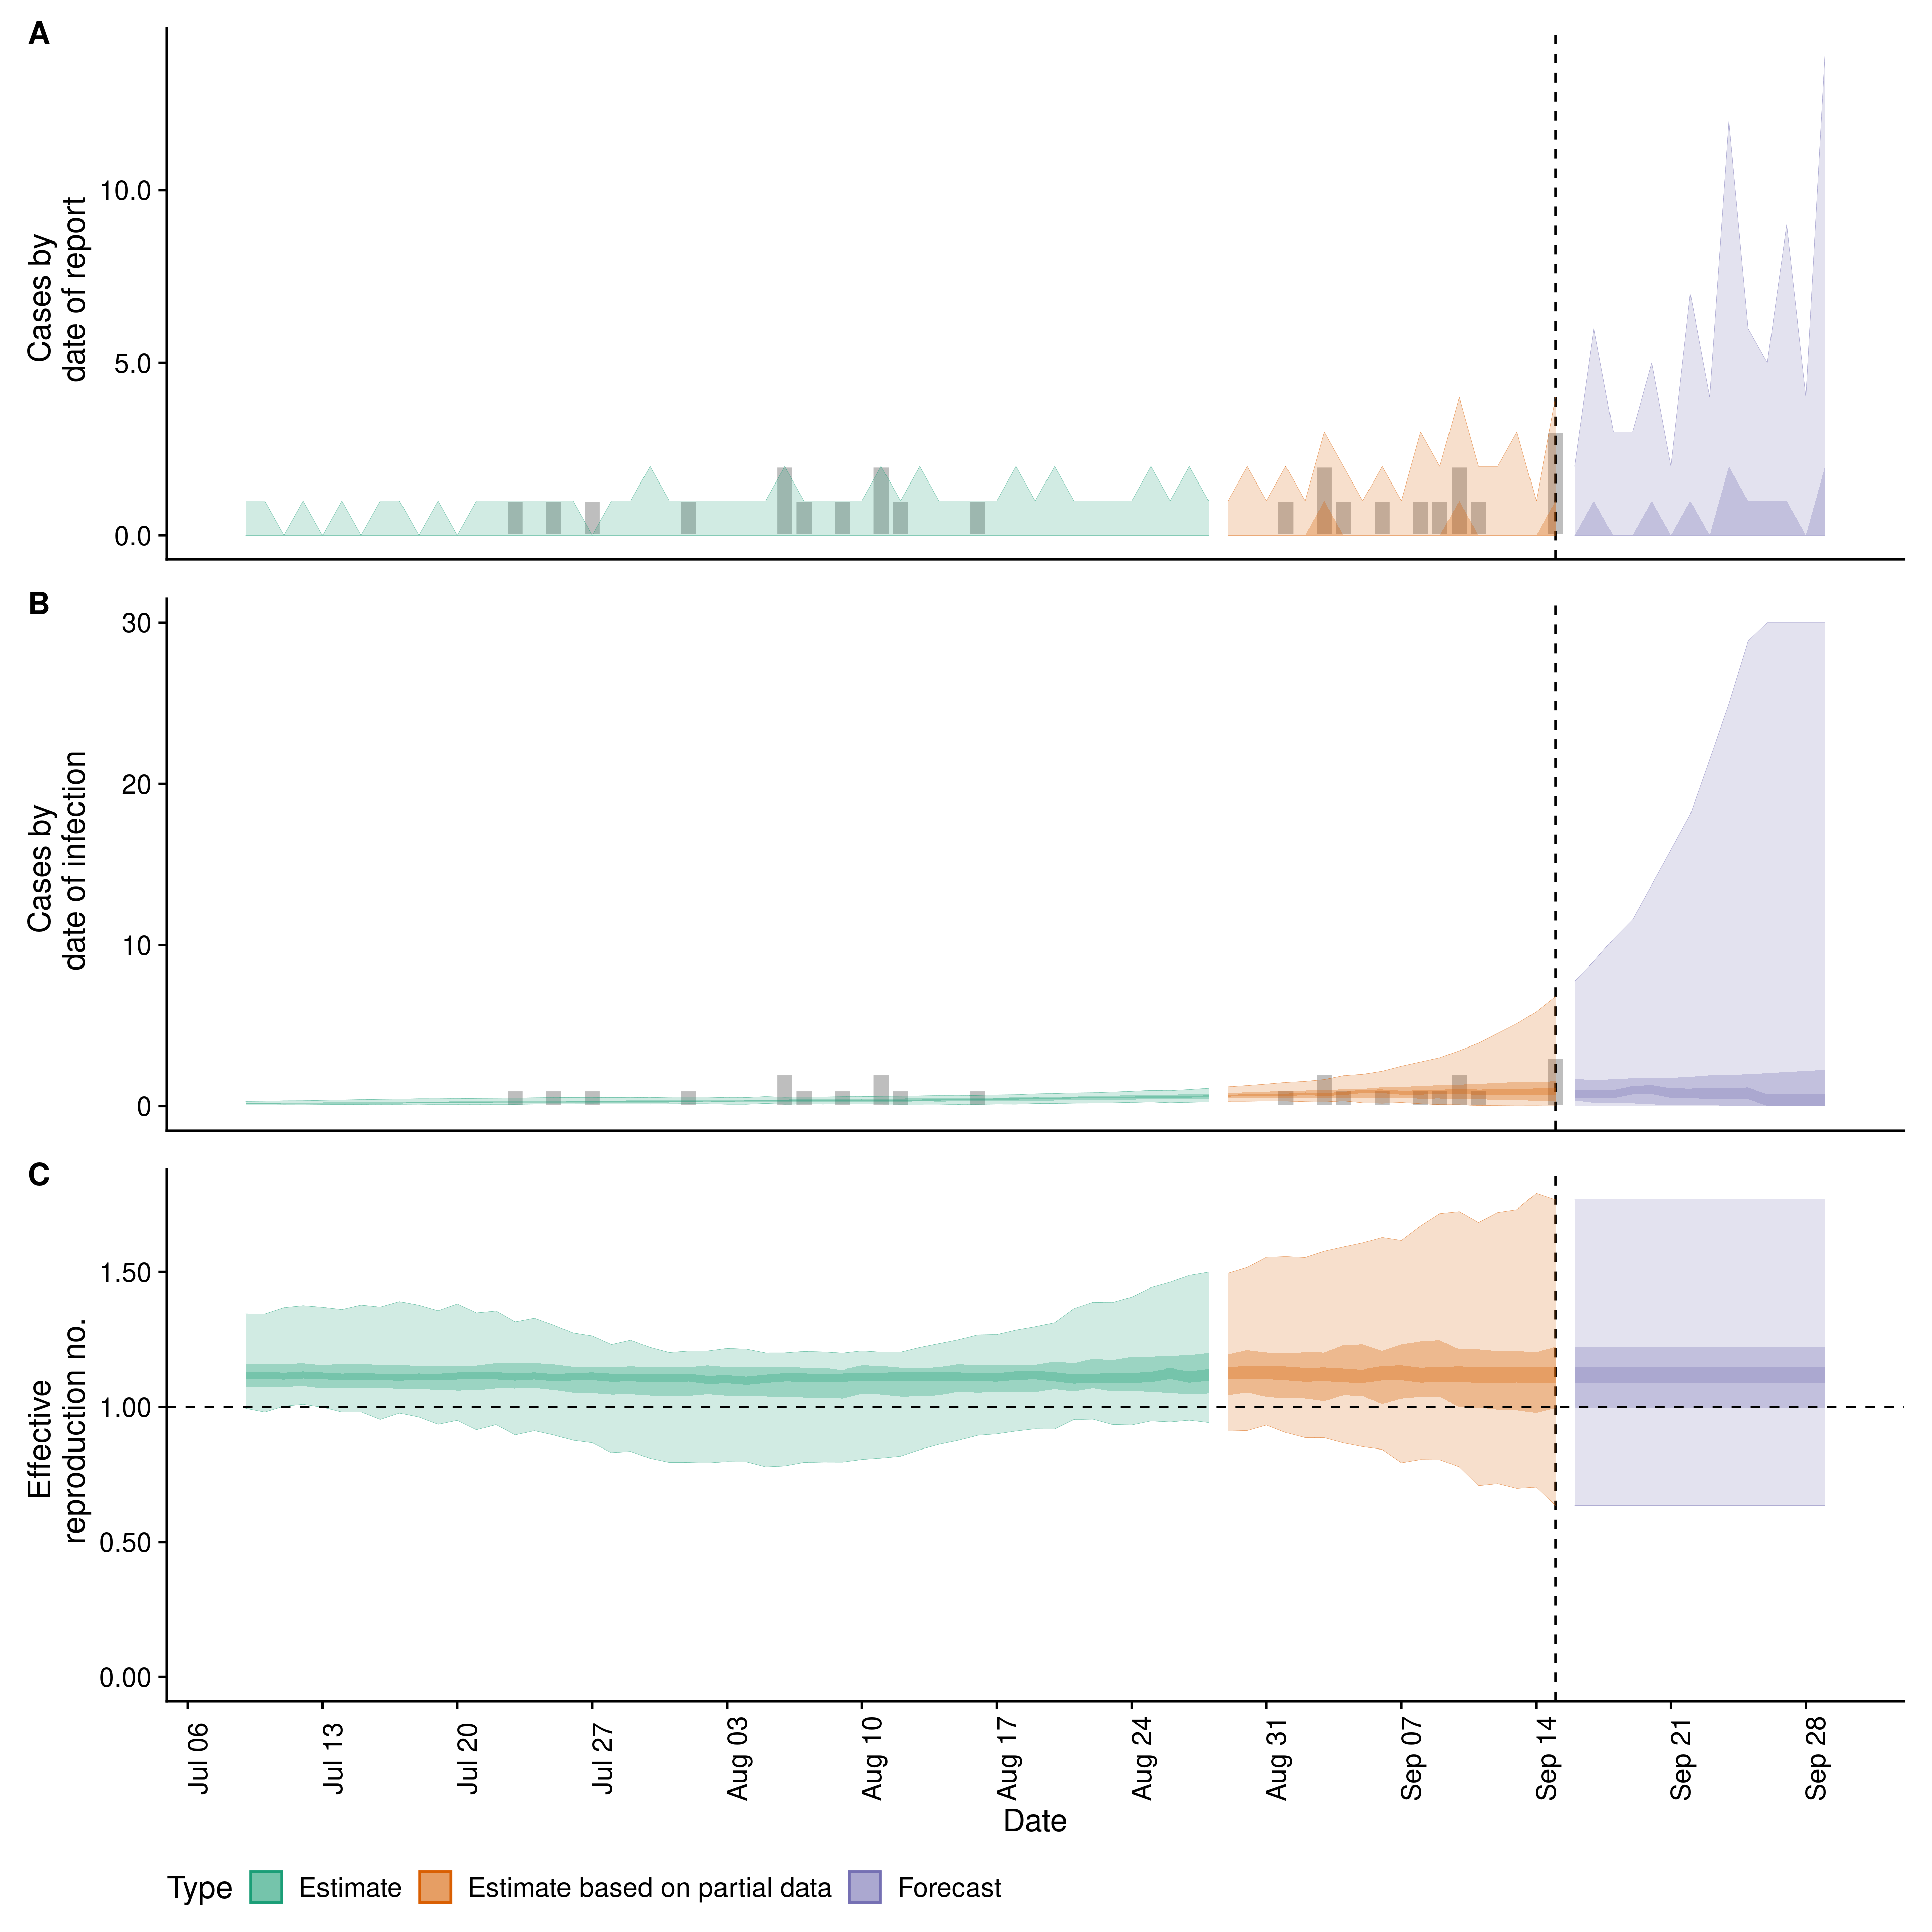 A
Cases by
date of report
10.0
5.0
0.0
B
Cases by
date of infection
30
20
10
0
C
Effective
reproduction no.
1.50
1.00
0.50
0.00
Jul 06
Jul 13
Jul 20
Jul 27
Aug 03
Aug 10
Aug 17
Aug 24
Aug 31
Sep 07
Sep 14
Sep 21
Sep 28
Date
Type
Estimate
Estimate based on partial data
Forecast